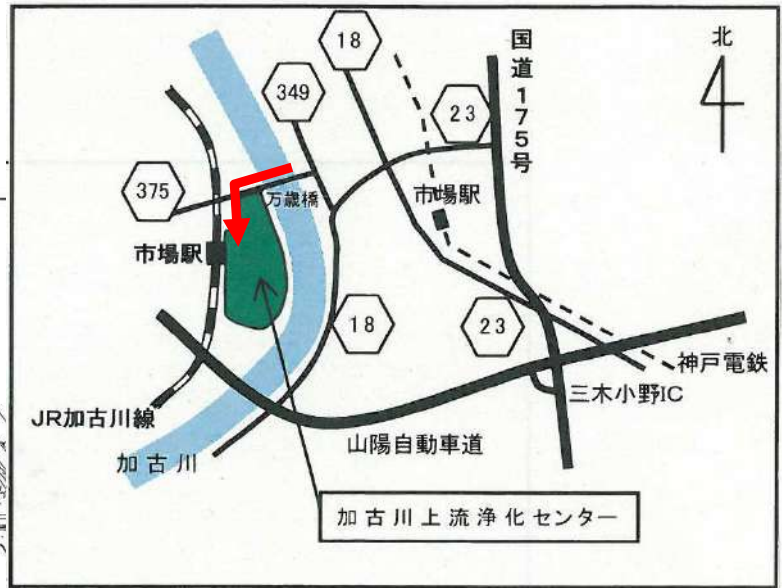 国道175号
北
18
349
23
375
万歳橋
市場駅
市場駅
18
23
神戸電鉄
三木小野IC
JR加古川線
山陽自動車道
加古川
加古川上流浄化センター